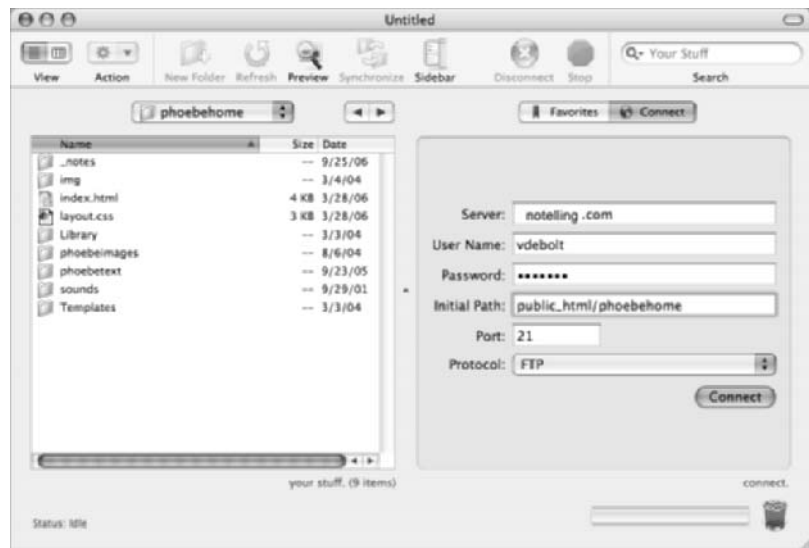 Untitled
Your Stuff
View Action New Folder Refresh Preview Synchronize Sidebar Disconnect Stop Search
phoebehome
Favorites Connect
Name Size Date
_notes -- 9/25/06
img -- 3/4/04
index.html 4 KB 3/28/06
layout.css 3 KB 3/28/06
Library -- 3/3/04
phoebeimages -- 8/6/04
phoebetext -- 9/23/05
sounds -- 9/29/01
Templates -- 3/3/04
Server: notelling .com
User Name: vdebolt
Password: •••••••
Initial Path: public_html/phoebehome
Port: 21
Protocol: FTP
Connect
your stuff. (9 items)
connect.
Status: Idle